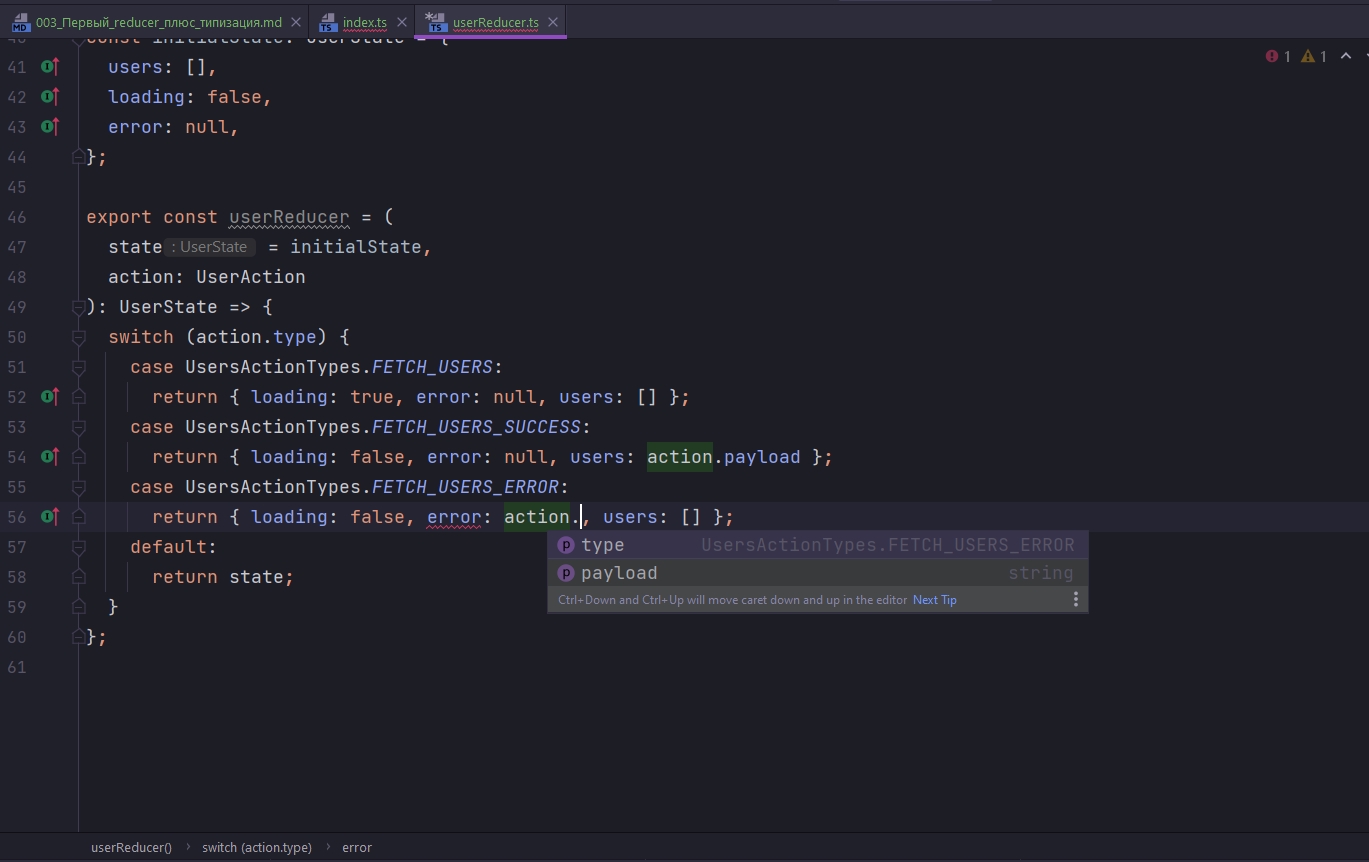 MD 003_Первый_reducer_плюс_типизация.md TS index.ts TS userReducer.ts
40 const initialState: UserState = {
1 1
41 users: [],
42 loading: false,
43 error: null,
44 };
45
46 export const userReducer = (
47 state : UserState = initialState,
48 action: UserAction
49 ): UserState => {
50 switch (action.type) {
51 case UsersActionTypes.FETCH_USERS:
52 return { loading: true, error: null, users: [] };
53 case UsersActionTypes.FETCH_USERS_SUCCESS:
54 return { loading: false, error: null, users: action.payload };
55 case UsersActionTypes.FETCH_USERS_ERROR:
56 return { loading: false, error: action., users: [] };
p type UsersActionTypes.FETCH_USERS_ERROR
p payload string
Ctrl+Down and Ctrl+Up will move caret down and up in the editor Next Tip
57 default:
58 return state;
59 }
60 };
61
userReducer() › switch (action.type) › error